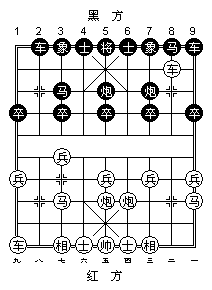 黑 方
1 2 3 4 5 6 7 8 9
车 象 士 将 士 象 马 车
车
马 炮 炮
卒 卒 卒 卒 卒
兵
兵 兵 兵 兵
马 炮 炮 马
车 相 士 帅 士 相
九 八 七 六 五 四 三 二 一
红 方